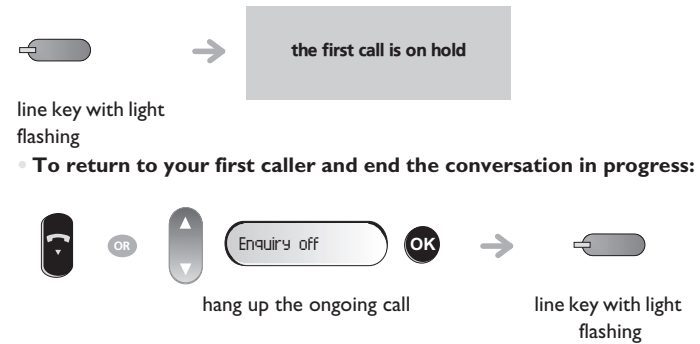 the first call is on hold
line key with light
flashing
• To return to your first caller and end the conversation in progress:
OR
Enquiry off
OK
hang up the ongoing call
line key with light
flashing